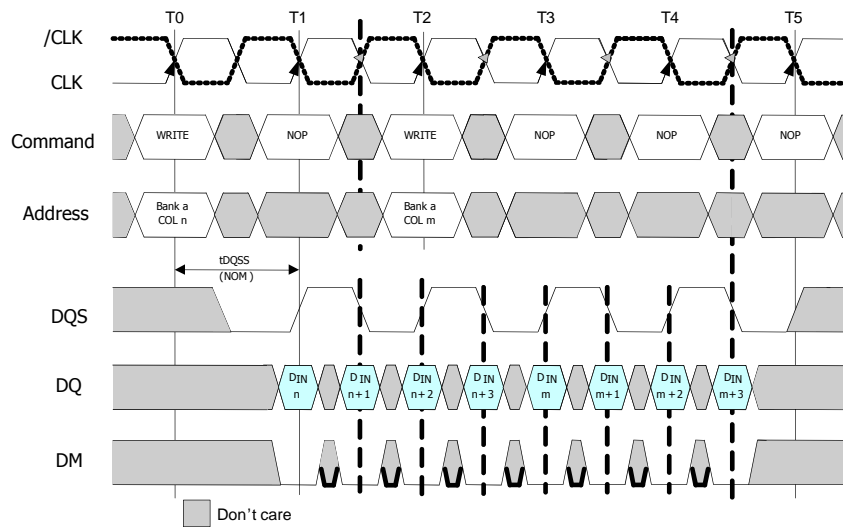 T0 T1 T2 T3 T4 T5
/CLK
CLK
Command WRITE NOP WRITE NOP NOP NOP
Address Bank a Bank a
COL n COL m
tDQSS
(NOM)
DQS
DQ DIN DIN DIN DIN DIN DIN DIN DIN
n n+1 n+2 n+3 m m+1 m+2 m+3
DM
Don't care